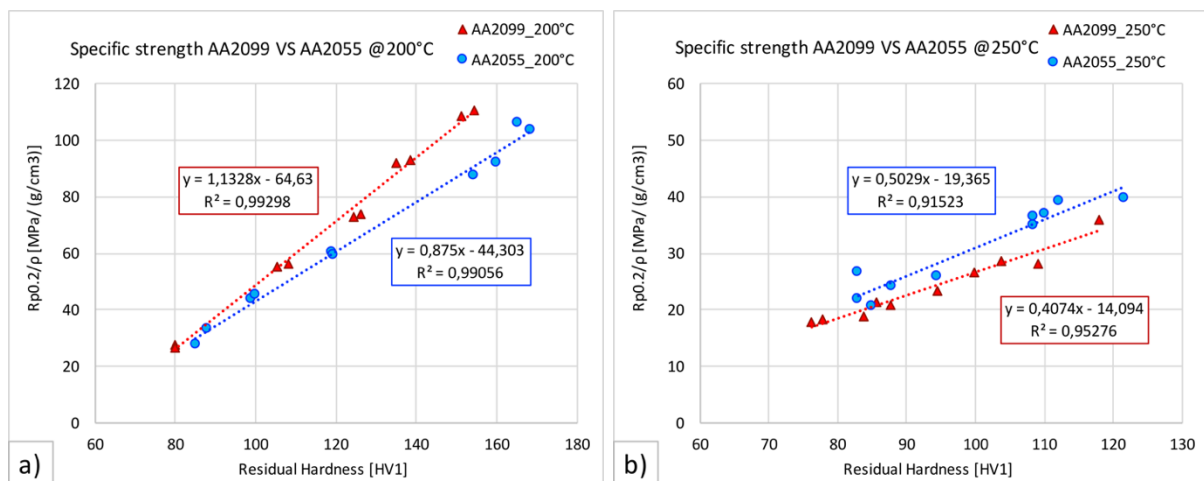 Specific strength AA2099 VS AA2055 @200°C
AA2099_200°C
AA2055_200°C
Rp0.2/ρ [MPa/ (g/cm3)]
120
100
80
60
40
20
0
y = 1,1328x - 64,63
R² = 0,99298
y = 0,875x - 44,303
R² = 0,99056
60
80
100
120
140
160
180
Residual Hardness [HV1]
a)
Specific strength AA2099 VS AA2055 @250°C
AA2099_250°C
AA2055_250°C
Rp0.2/ρ [MPa/ (g/cm3)]
60
50
40
30
20
10
0
y = 0,5029x - 19,365
R² = 0,91523
y = 0,4074x - 14,094
R² = 0,95276
60
70
80
90
100
110
120
130
Residual Hardness [HV1]
b)